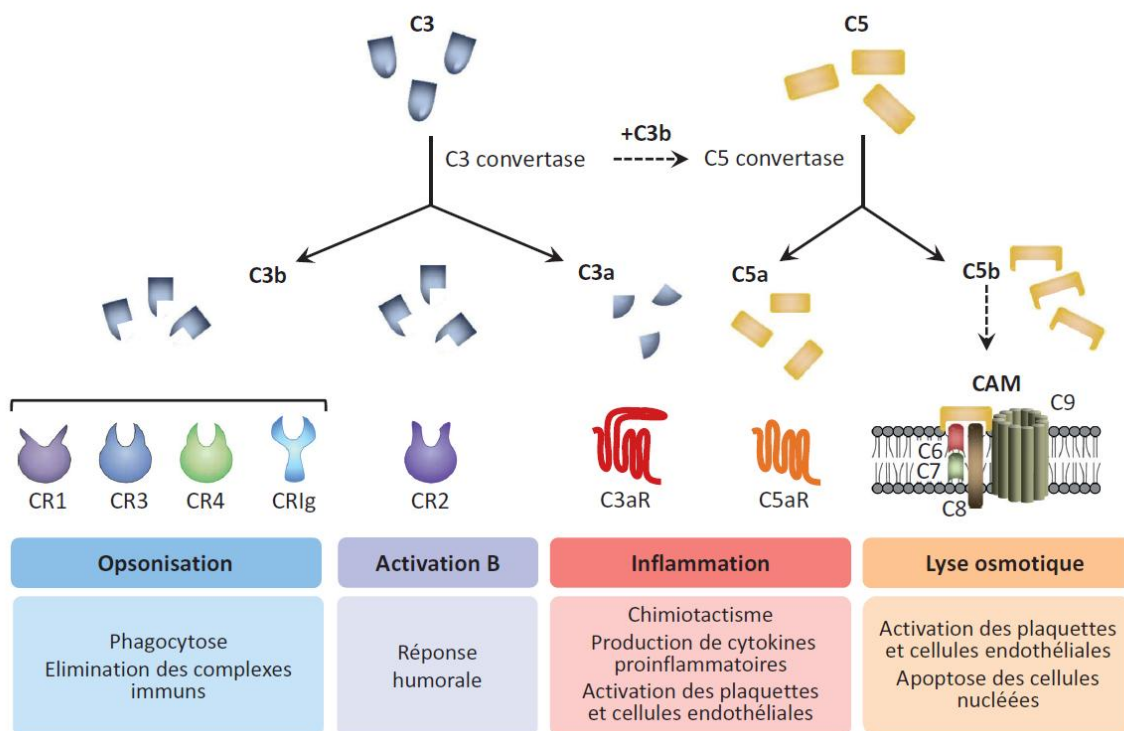 C3
C5
+C3b
C3 convertase
C5 convertase
C3b
C3a
C5a
C5b
CAM
C9
C6
C7
C8
CR1
CR3
CR4
CRIg
CR2
C3aR
C5aR
Opsonisation
Activation B
Inflammation
Lyse osmotique
Phagocytose
Elimination des complexes
immuns
Réponse
humorale
Chimiotactisme
Production de cytokines
proinflammatoires
Activation des plaquettes
et cellules endothéliales
Activation des plaquettes
et cellules endothéliales
Apoptose des cellules
nucléées